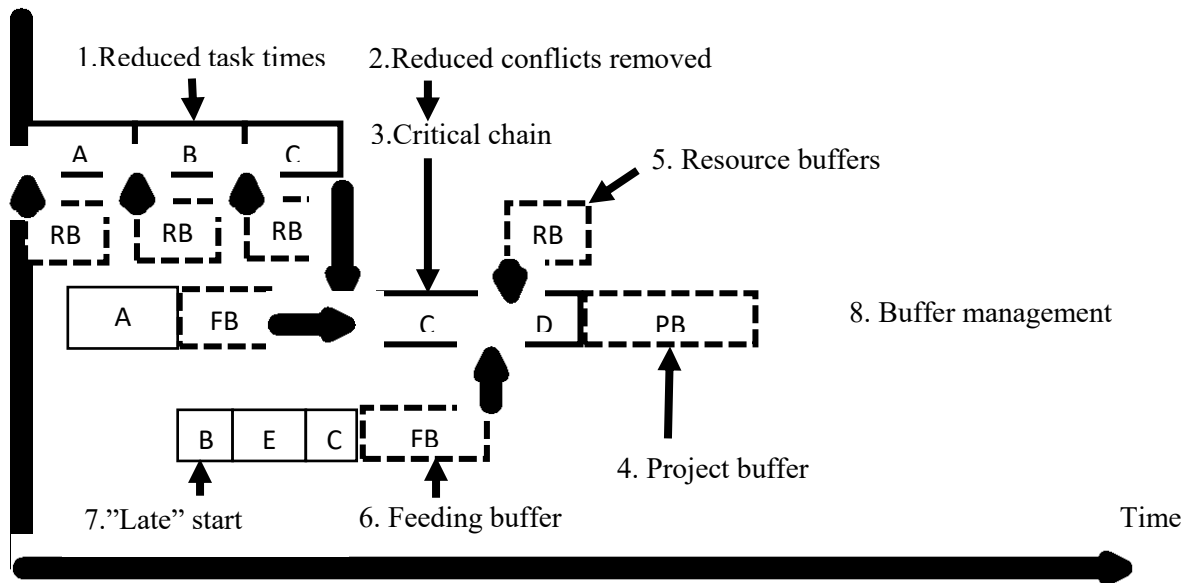 1.Reduced task times
2.Reduced conflicts removed
3.Critical chain
A B C
5. Resource buffers
RB RB RB RB
A FB C D PB
8. Buffer management
B E C FB
4. Project buffer
7.”Late” start
6. Feeding buffer
Time